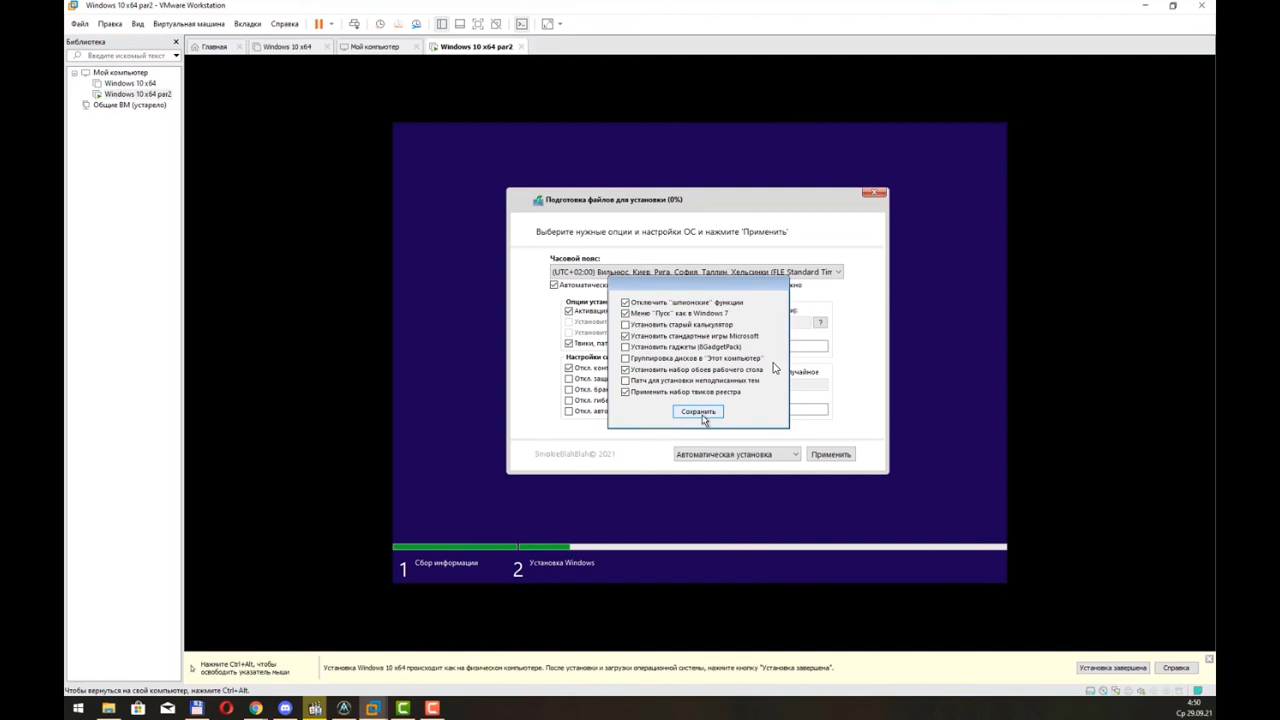 Windows 10 x64 par2 - VMware Workstation
Файл Правка Вид Виртуальная машина Вкладки Справка
Библиотека
Введите искомый текст
Мой компьютер
Windows 10 x64
Windows 10 x64 par2
Общие ВМ (устарело)
Главная Windows 10 x64 Мой компьютер Windows 10 x64 par2
Подготовка файлов для установки (0%)
Выберите нужные опции и настройки ОС и нажмите 'Применить'
Часовой пояс:
(UTC+02:00) Вильнюс, Киев, Рига, София, Таллин, Хельсинки (FLE Standard Tim
Отключить "шпионские" функции
Меню "Пуск" как в Windows 7
Установить старый калькулятор
Установить стандартные игры Microsoft
Установить гаджеты (8GadgetPack)
Группировка дисков в "Этот компьютер"
Установить набор обоев рабочего стола
Патч для установки неподписанных тем
Применить набор твиков реестра
Сохранить
?
SmokieBlahBlah© 2021
Автоматическая установка
Применить
1 Сбор информации
2 Установка Windows
Нажмите Ctrl+Alt, чтобы
освободить указатель мыши
Установка Windows 10 x64 происходит как на физическом компьютере. После установки и загрузки операционной системы, нажмите кнопку "Установка завершена".
Установка завершена
Справка
Чтобы вернуться на свой компьютер, нажмите Ctrl+Alt.
4:50
Ср 29.09.21